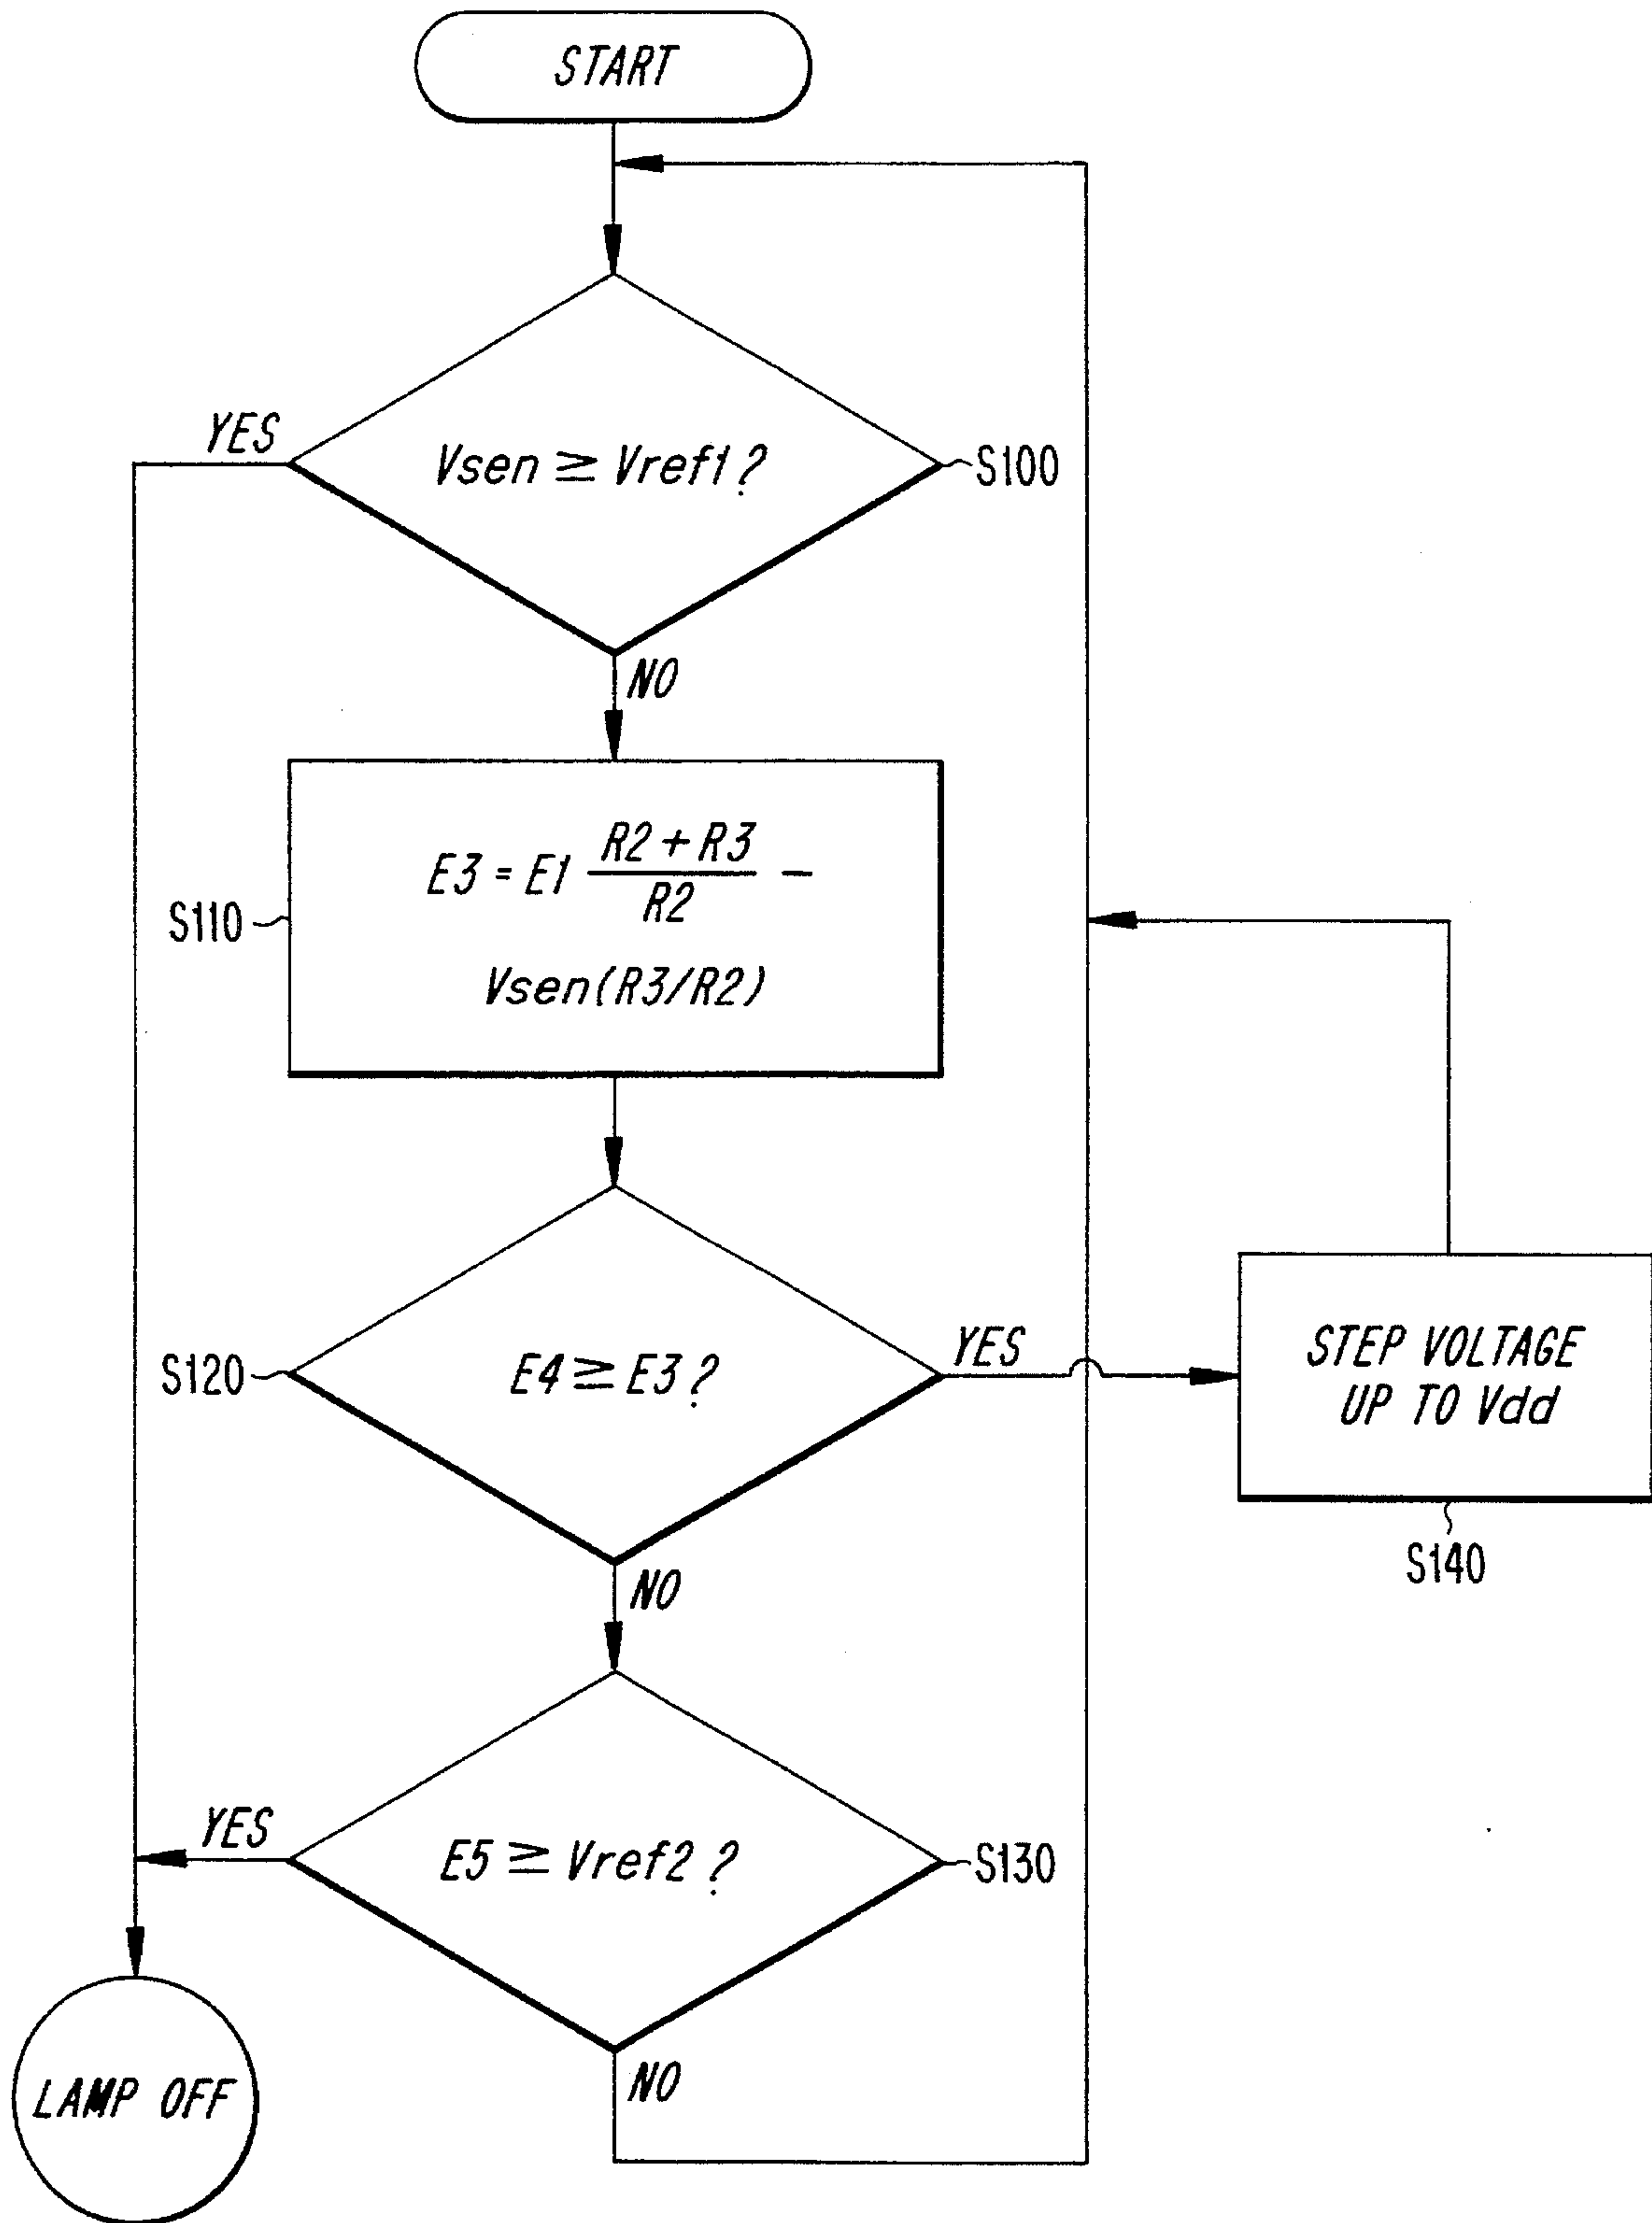 START
YES
Vsen ≧ Vref1?
S100
NO
E3 = E1 (R2 + R3)/R2 −
Vsen(R3/R2)
S110
S120
E4 ≧ E3?
YES
STEP VOLTAGE
UP TO Vdd
S140
NO
YES
E5 ≧ Vref2?
S130
NO
LAMP OFF